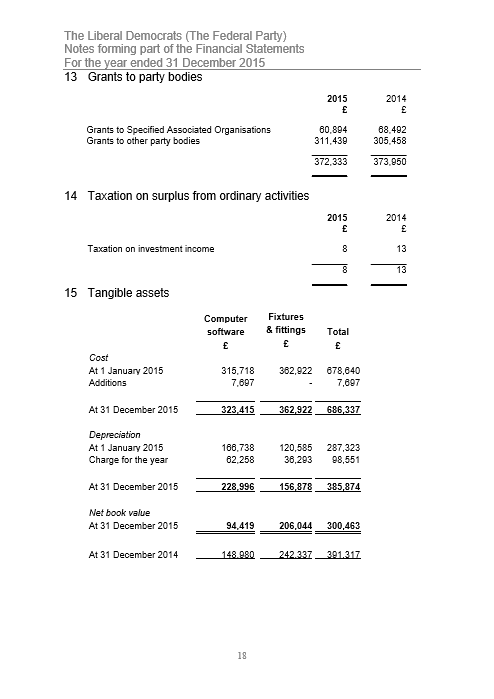 The Liberal Democrats (The Federal Party)
Notes forming part of the Financial Statements
For the year ended 31 December 2015
13 Grants to party bodies
2015 2014
£ £
Grants to Specified Associated Organisations 60,894 68,492
Grants to other party bodies 311,439 305,458
372,333 373,950
14 Taxation on surplus from ordinary activities
2015 2014
£ £
Taxation on investment income 8 13
8 13
15 Tangible assets
Computer software Fixtures & fittings Total
£ £ £
Cost
At 1 January 2015 315,718 362,922 678,640
Additions 7,697 - 7,697
At 31 December 2015 323,415 362,922 686,337
Depreciation
At 1 January 2015 166,738 120,585 287,323
Charge for the year 62,258 36,293 98,551
At 31 December 2015 228,996 156,878 385,874
Net book value
At 31 December 2015 94,419 206,044 300,463
At 31 December 2014 148,980 242,337 391,317
18